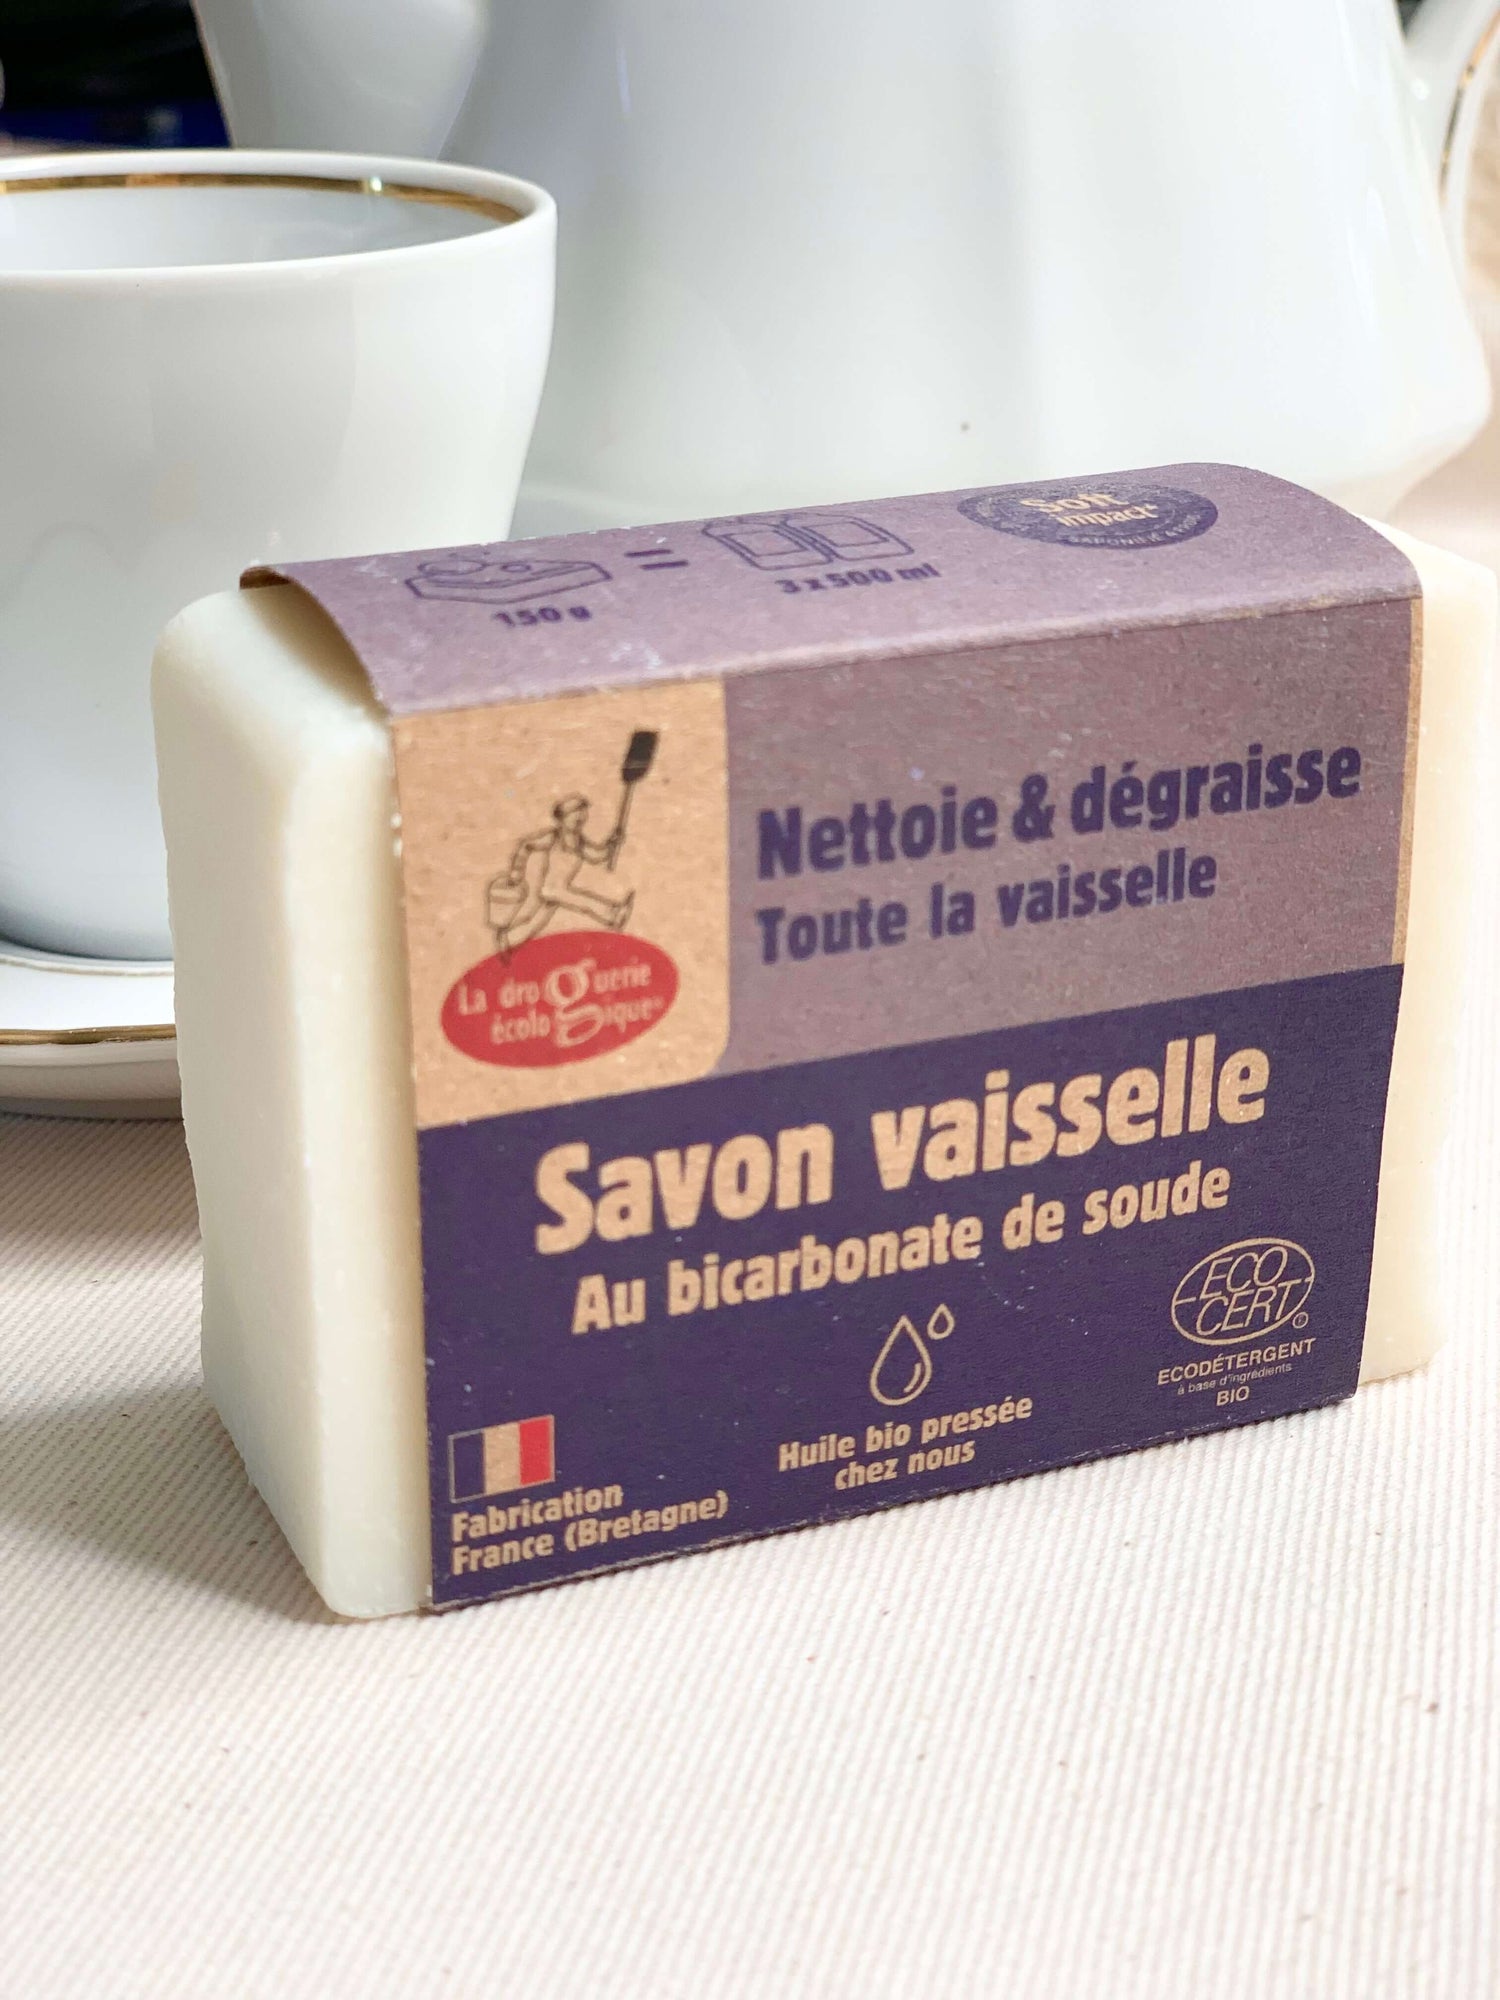 Soft
impact
150 g
=
3 x 500 ml
La droguerie
écologique
Nettoie & dégraisse
Toute la vaisselle
Savon vaisselle
Au bicarbonate de soude
Huile bio pressée
chez nous
ECO
CERT
ECODÉTERGENT
à base d'ingrédients
BIO
Fabrication
France (Bretagne)